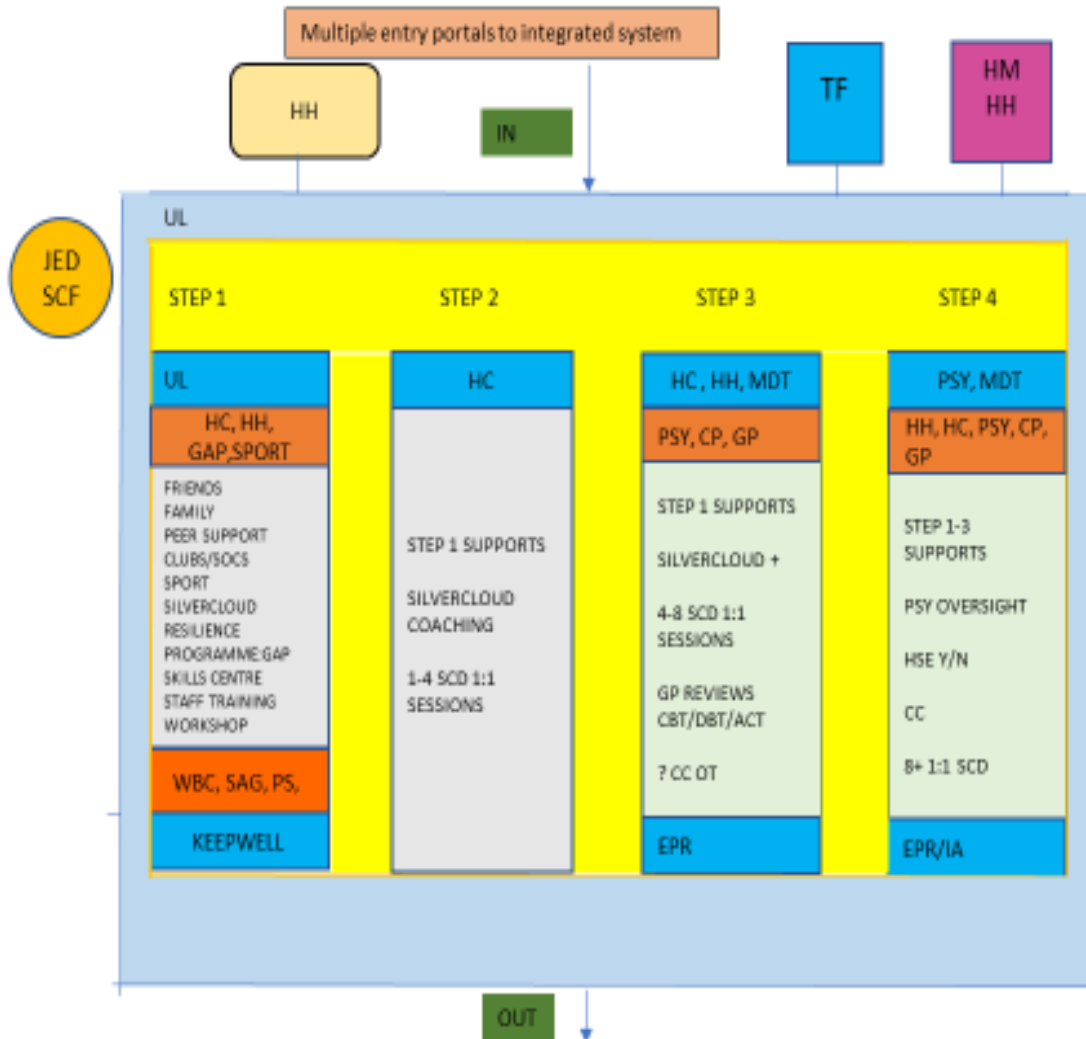 Multiple entry portals to integrated system
HH
IN
TF
HM
HH
UL
JED
SCF
STEP 1
STEP 2
STEP 3
STEP 4
UL
HC, HH,
GAP,SPORT
FRIENDS
FAMILY
PEER SUPPORT
CLUBS/SOCS
SPORT
SILVERCLOUD
RESILIENCE
PROGRAMME:GAP
SKILLS CENTRE
STAFF TRAINING
WORKSHOP
WBC, SAG, PS,
KEEPWELL
HC
STEP 1 SUPPORTS
SILVERCLOUD
COACHING
1-4 SCD 1:1
SESSIONS
HC , HH, MDT
PSY, CP, GP
STEP 1 SUPPORTS
SILVERCLOUD +
4-8 SCD 1:1
SESSIONS
GP REVIEWS
CBT/DBT/ACT
? CC OT
EPR
PSY, MDT
HH, HC, PSY, CP,
GP
STEP 1-3
SUPPORTS
PSY OVERSIGHT
HSE Y/N
CC
8+ 1:1 SCD
EPR/IA
OUT